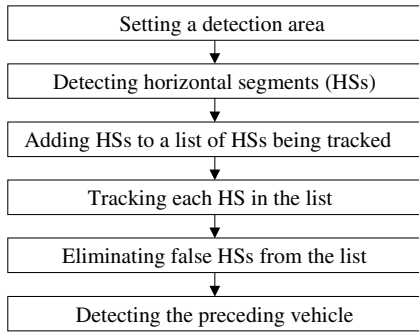 Setting a detection area
Detecting horizontal segments (HSs)
Adding HSs to a list of HSs being tracked
Tracking each HS in the list
Eliminating false HSs from the list
Detecting the preceding vehicle